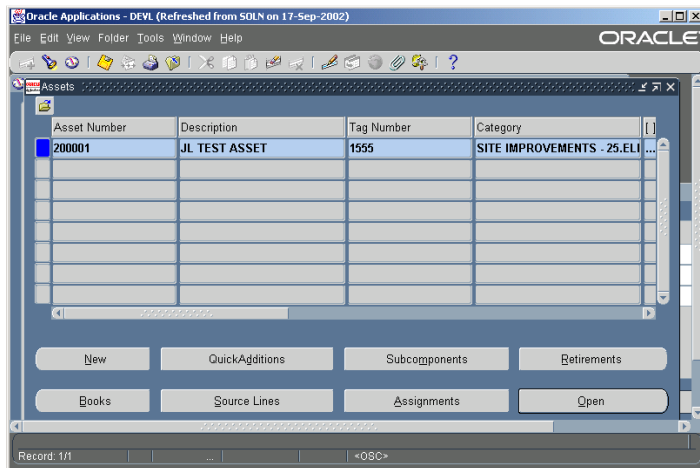 Oracle Applications - DEVL (Refreshed from SOLN on 17-Sep-2002)
File Edit View Folder Tools Window Help
ORACLE
Assets
Asset Number Description Tag Number Category [ ]
200001 JL TEST ASSET 1555 SITE IMPROVEMENTS - 25.ELI ...
New QuickAdditions Subcomponents Retirements
Books Source Lines Assignments Open
Record: 1/1 ... <OSC>